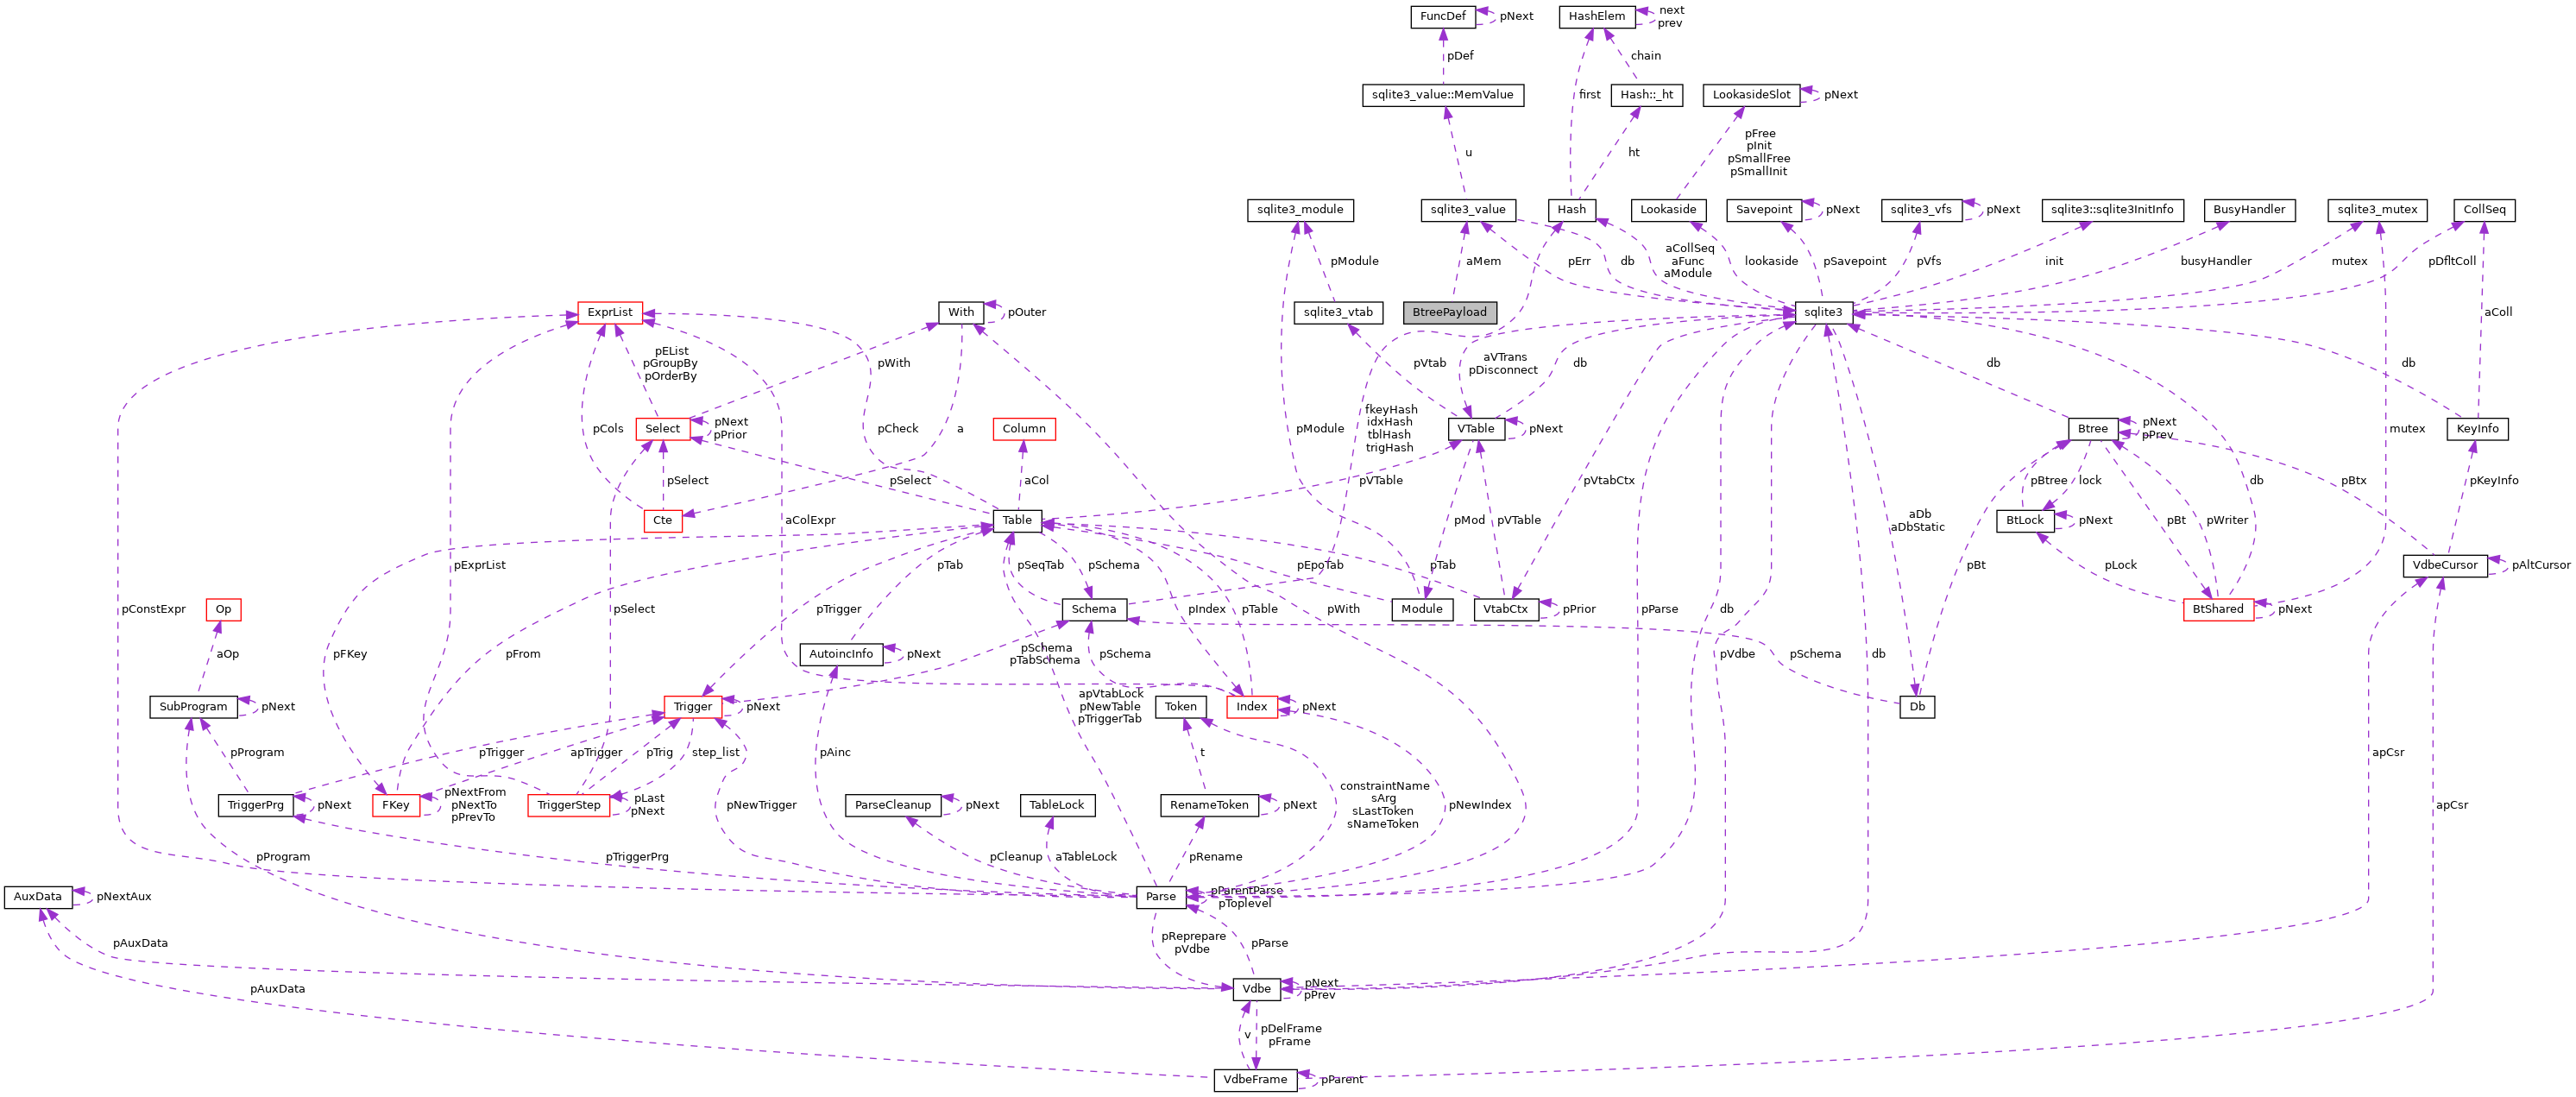 FuncDef
pNext
HashElem
next
prev
pDef
chain
sqlite3_value::MemValue
first
Hash::_ht
LookasideSlot
pNext
u
ht
pFree
pInit
pSmallFree
pSmallInit
sqlite3_module
sqlite3_value
Hash
Lookaside
Savepoint
pNext
sqlite3_vfs
pNext
sqlite3::sqlite3InitInfo
BusyHandler
sqlite3_mutex
CollSeq
pModule
aMem
pErr
db
aCollSeq
aFunc
aModule
lookaside
pSavepoint
pVfs
init
busyHandler
mutex
pDfltColl
ExprList
With
pOuter
sqlite3_vtab
BtreePayload
sqlite3
aColl
pEList
pGroupBy
pOrderBy
pWith
pVtab
aVTrans
pDisconnect
db
db
db
pCols
Select
pNext
pPrior
pCheck
a
Column
pModule
fkeyHash
idxHash
tblHash
trigHash
VTable
pNext
Btree
pNext
pPrev
mutex
KeyInfo
pSelect
pSelect
aCol
pVTable
pVtabCtx
pBtree
lock
db
pBtx
pKeyInfo
Cte
aColExpr
Table
pMod
pVTable
aDb
aDbStatic
BtLock
pNext
pBt
pWriter
pExprList
pTab
pSeqTab
pSchema
pEpoTab
pTab
pBt
pLock
VdbeCursor
pAltCursor
pConstExpr
Op
pSelect
pTrigger
Schema
pIndex
pTable
pWith
Module
VtabCtx
pPrior
pParse
db
BtShared
pNext
aOp
pFKey
pFrom
AutoincInfo
pNext
pSchema
pTabSchema
pSchema
pVdbe
db
pSchema
SubProgram
pNext
Trigger
pNext
apVtabLock
pNewTable
pTriggerTab
Token
Index
pNext
Db
pProgram
pTrigger
apTrigger
pTrig
step_list
pAinc
t
apCsr
TriggerPrg
pNext
FKey
pNextFrom
pNextTo
pPrevTo
TriggerStep
pLast
pNext
pNewTrigger
ParseCleanup
pNext
TableLock
RenameToken
pNext
constraintName
sArg
sLastToken
sNameToken
pNewIndex
apCsr
pProgram
pTriggerPrg
pCleanup
aTableLock
pRename
AuxData
pNextAux
Parse
pParentParse
pToplevel
pAuxData
pReprepare
pVdbe
pParse
pAuxData
Vdbe
pNext
pPrev
v
pDelFrame
pFrame
VdbeFrame
pParent